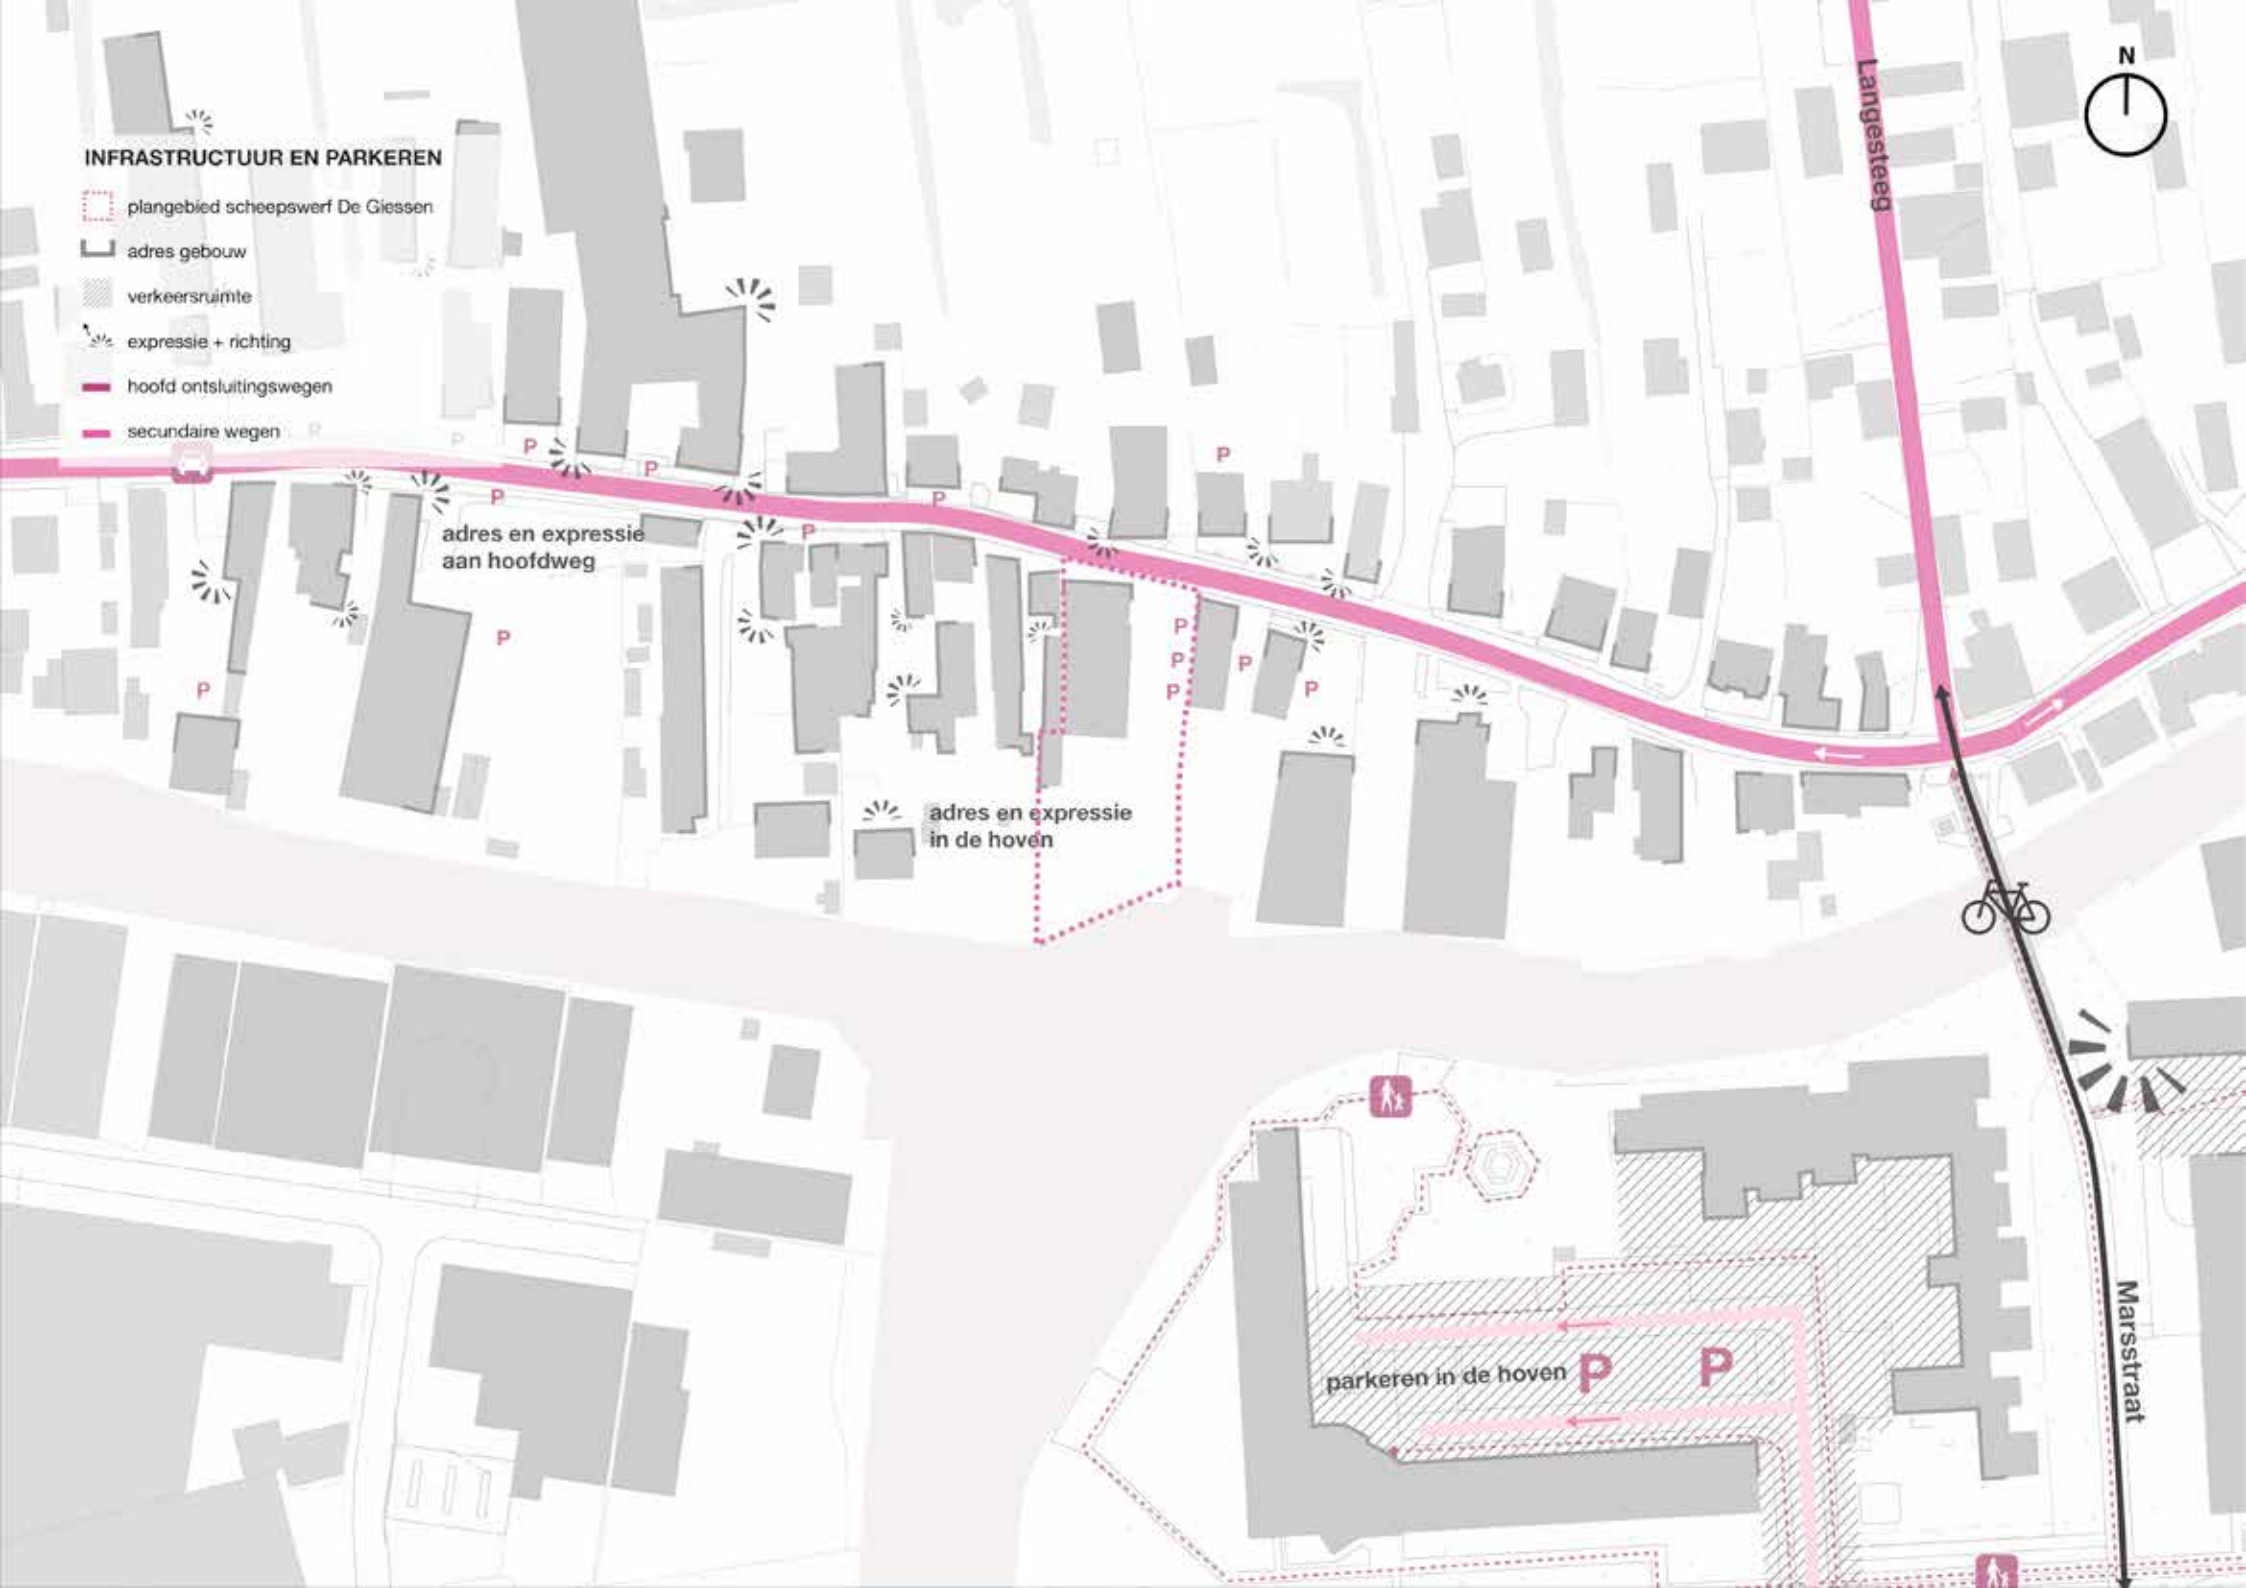 N
Langesteeg
INFRASTRUCTUUR EN PARKEREN
plangebied scheepswerf De Giessen
adres gebouw
verkeersruimte
expressie + richting
hoofd ontsluitingswegen
secundaire wegen
P
P
P
P
P
P
P
P
adres en expressie
aan hoofdweg
P
P
P
P
P
P
P
P
adres en expressie
in de hoven
parkeren in de hoven
P
P
Marsstraat